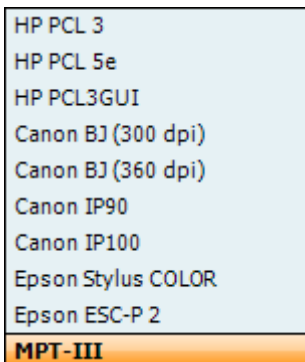 HP PCL 3
HP PCL 5e
HP PCL3GUI
Canon BJ (300 dpi)
Canon BJ (360 dpi)
Canon IP90
Canon IP100
Epson Stylus COLOR
Epson ESC-P 2
MPT-III